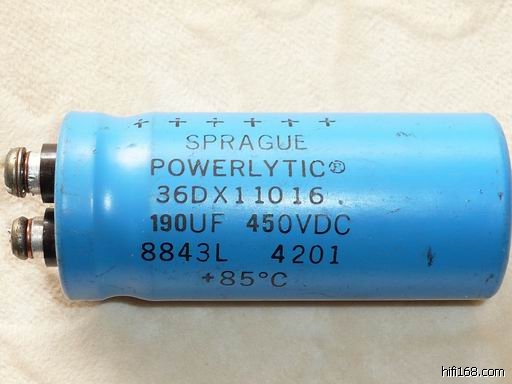 + + + + + +
SPRAGUE
POWERLYTIC®
36DX11016
190UF 450VDC
8843L 4201
+85°C
hifi168.com